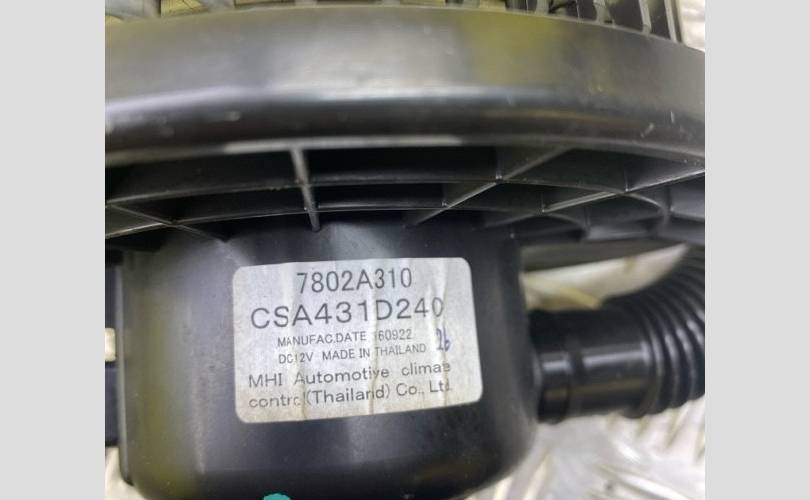 7802A310
CSA431D240
MANUFAC.DATE 160922
DC12V MADE IN THAILAND 26
MHI Automotive climate
control(Thailand) Co., Ltd.